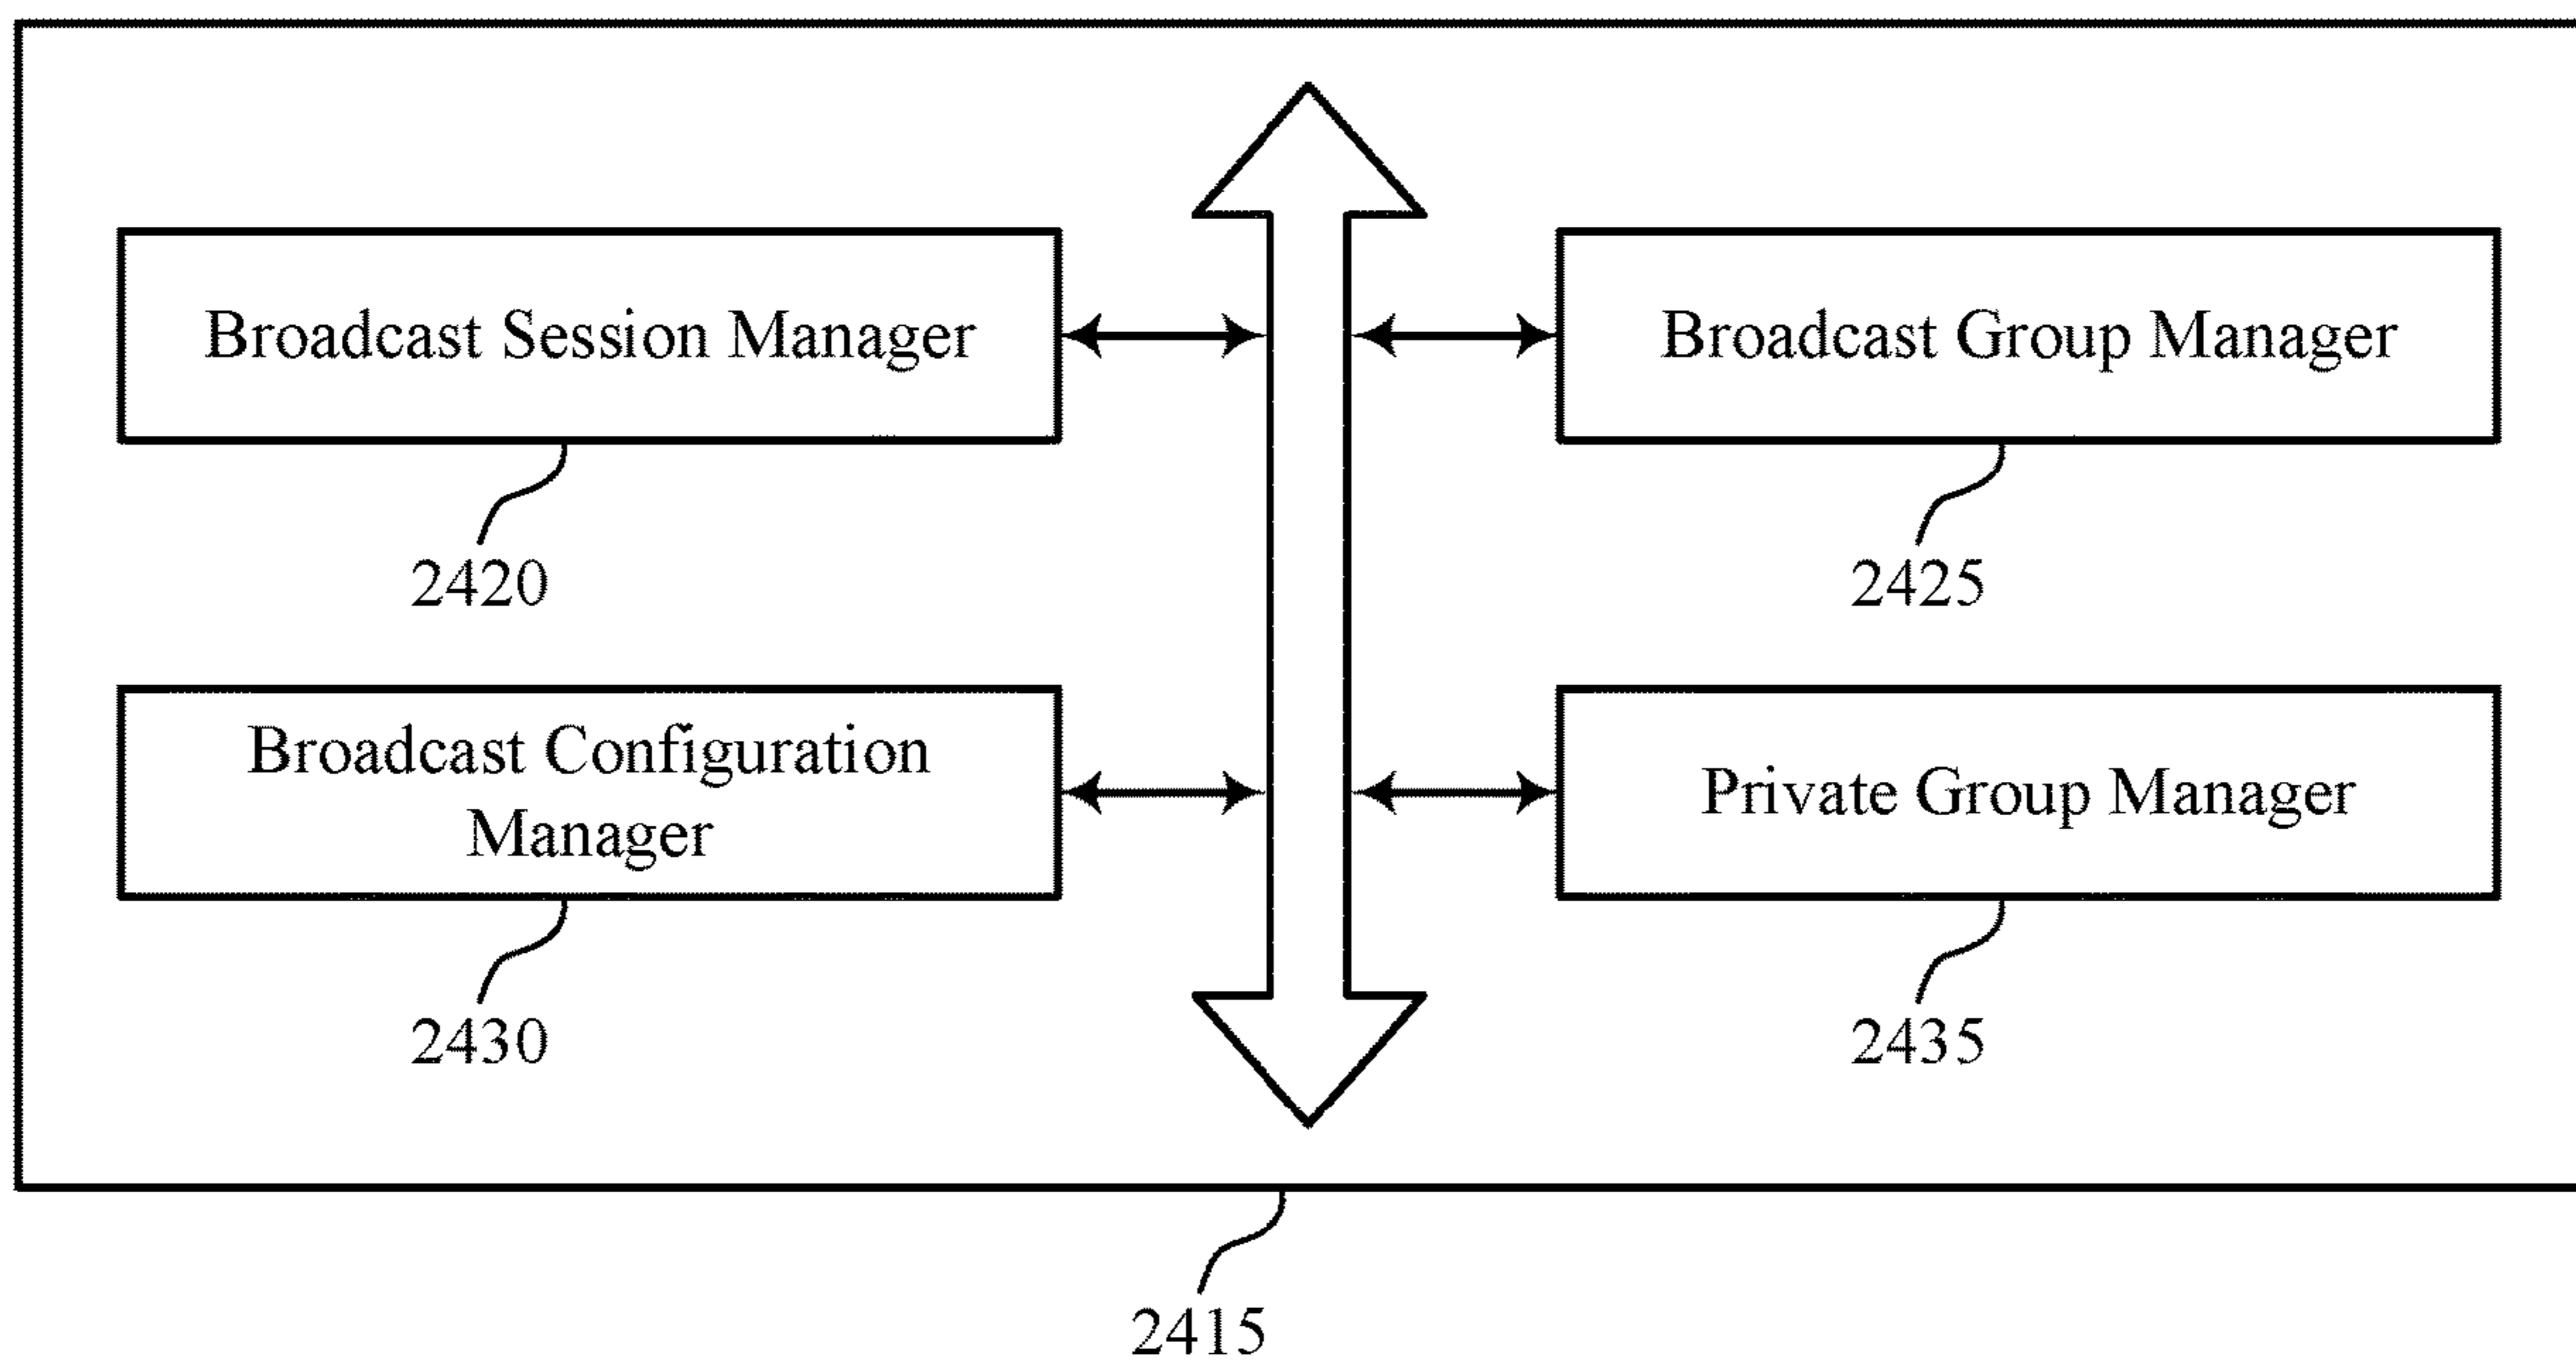 Broadcast Session Manager
Broadcast Group Manager
2420
2425
Broadcast Configuration
Manager
Private Group Manager
2430
2435
2415